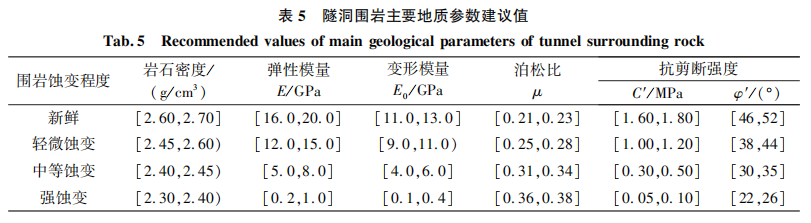 表 5 隧洞围岩主要地质参数建议值
Tab. 5 Recommended values of main geological parameters of tunnel surrounding rock
围岩蚀变程度 岩石密度/(g/cm³) 弹性模量 E/GPa 变形模量 E₀/GPa 泊松比 μ 抗剪断强度 C′/MPa φ′/(°)
新鲜 [2.60,2.70] [16.0,20.0] [11.0,13.0] [0.21,0.23] [1.60,1.80] [46,52]
轻微蚀变 [2.45,2.60) [12.0,15.0] [9.0,11.0) [0.25,0.28] [1.00,1.20] [38,44]
中等蚀变 [2.40,2.45) [5.0,8.0] [4.0,6.0] [0.31,0.34] [0.30,0.50] [30,35]
强蚀变 [2.30,2.40) [0.2,1.0] [0.1,0.4] [0.36,0.38] [0.05,0.10] [22,26]